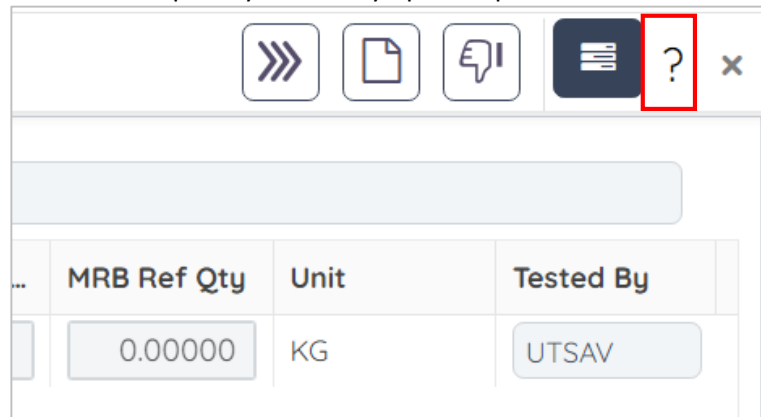 ?
... MRB Ref Qty Unit Tested By
0.00000 KG UTSAV